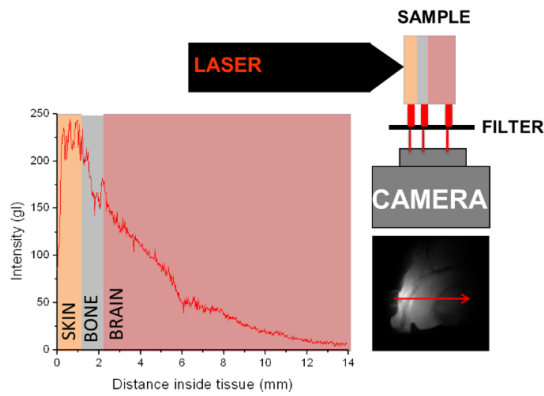 SAMPLE
LASER
FILTER
CAMERA
250
200
150
100
50
0
Intensity (gl)
SKIN
BONE
BRAIN
0 2 4 6 8 10 12 14
Distance inside tissue (mm)